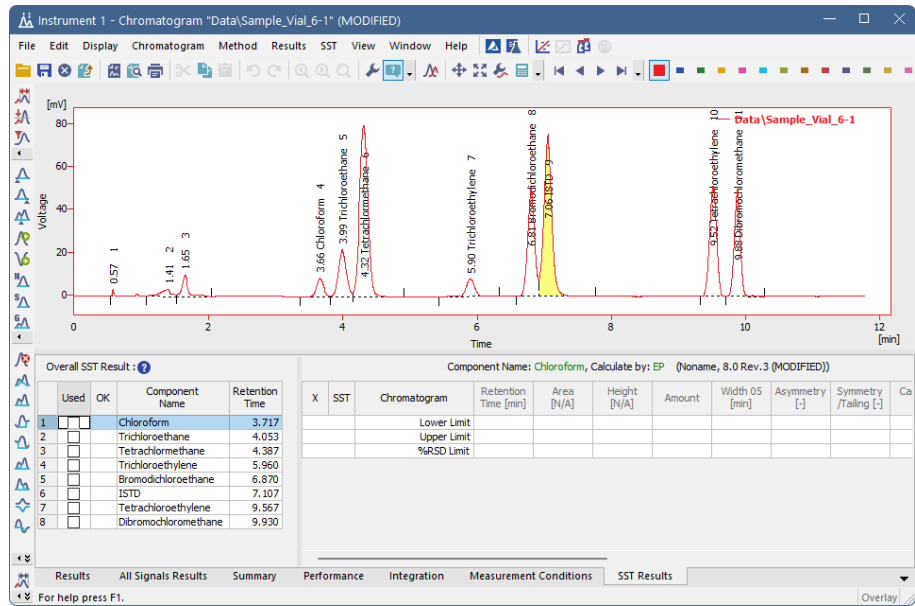 Instrument 1 - Chromatogram "Data\Sample_Vial_6-1" (MODIFIED)
File Edit Display Chromatogram Method Results SST View Window Help
[mV]
80
60
40
20
0
Voltage
Data\Sample_Vial_6-1
0.57 1
1.41 2
1.65 3
3.66 Chloroform 4
3.99 Trichloroethane 5
4.32 Tetrachlormethane 6
5.90 Trichloroethylene 7
6.81 Bromodichloroethane 8
7.06 ISTD 9
9.52 Tetrachloroethylene 10
9.88 Dibromochloromethane 11
0 2 4 6 8 10 12
Time
[min]
Overall SST Result :
Component Name: Chloroform, Calculate by: EP (Noname, 8.0 Rev.3 (MODIFIED))
Used OK Component Name Retention Time
1 Chloroform 3.717
2 Trichloroethane 4.053
3 Tetrachlormethane 4.387
4 Trichloroethylene 5.960
5 Bromodichloroethane 6.870
6 ISTD 7.107
7 Tetrachloroethylene 9.567
8 Dibromochloromethane 9.930
X SST Chromatogram Retention Time [min] Area [N/A] Height [N/A] Amount Width 05 [min] Asymmetry [-] Symmetry /Tailing [-] Ca
Lower Limit
Upper Limit
%RSD Limit
Results All Signals Results Summary Performance Integration Measurement Conditions SST Results
For help press F1.
Overlay